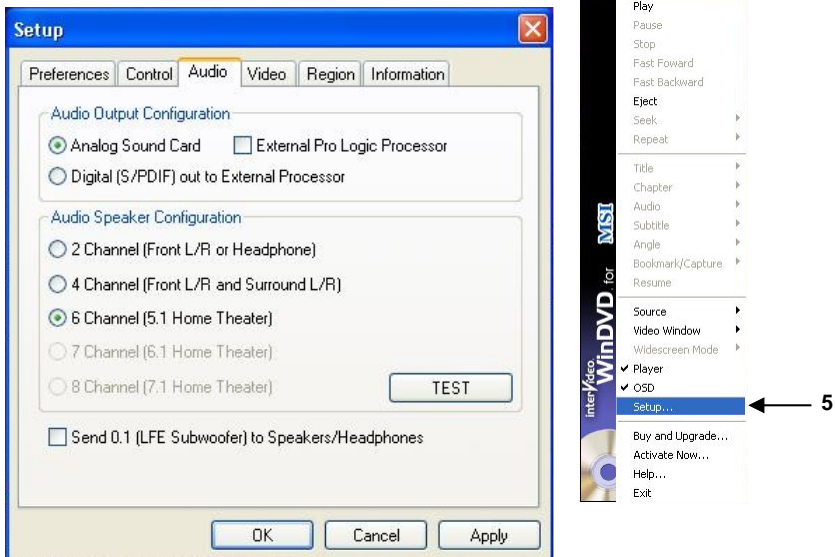 Setup
Preferences Control Audio Video Region Information
Audio Output Configuration
Analog Sound Card External Pro Logic Processor
Digital (S/PDIF) out to External Processor
Audio Speaker Configuration
2 Channel (Front L/R or Headphone)
4 Channel (Front L/R and Surround L/R)
6 Channel (5.1 Home Theater)
7 Channel (6.1 Home Theater)
8 Channel (7.1 Home Theater)
TEST
Send 0.1 (LFE Subwoofer) to Speakers/Headphones
OK Cancel Apply
Play
Pause
Stop
Fast Foward
Fast Backward
Eject
Seek
Repeat
Title
Chapter
Audio
Subtitle
Angle
Bookmark/Capture
Resume
Source
Video Window
Widescreen Mode
Player
OSD
Setup...
Buy and Upgrade...
Activate Now...
Help...
Exit
InterVideo WinDVD for MSI
5